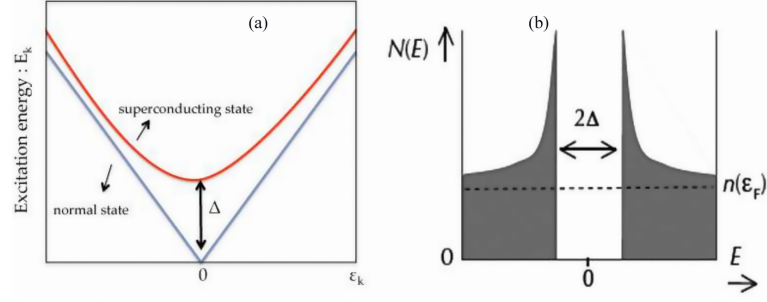 (a)
Excitation energy : E_k
superconducting state
normal state
Δ
0
ε_k
(b)
N(E)
2Δ
n(ε_F)
0
E
0